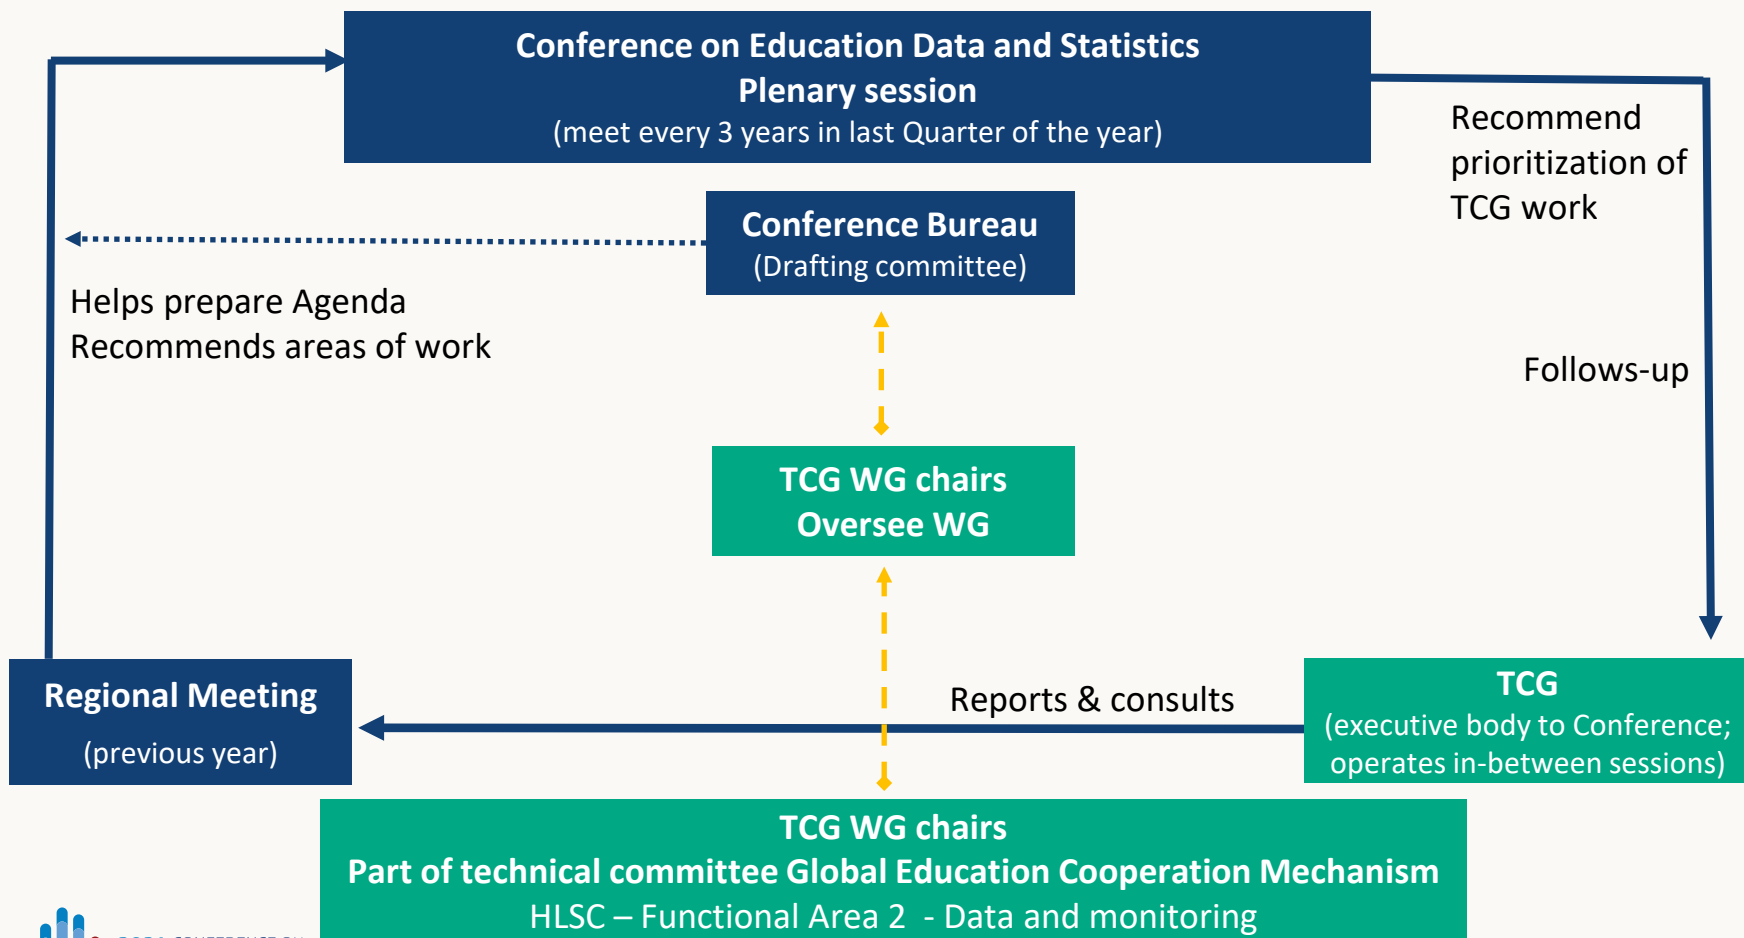 Conference on Education Data and Statistics
Plenary session
(meet every 3 years in last Quarter of the year)
Recommend
prioritization of
TCG work
Conference Bureau
(Drafting committee)
Helps prepare Agenda
Recommends areas of work
Follows-up
TCG WG chairs
Oversee WG
Regional Meeting
(previous year)
Reports & consults
TCG
(executive body to Conference;
operates in-between sessions)
TCG WG chairs
Part of technical committee Global Education Cooperation Mechanism
HLSC – Functional Area 2 - Data and monitoring